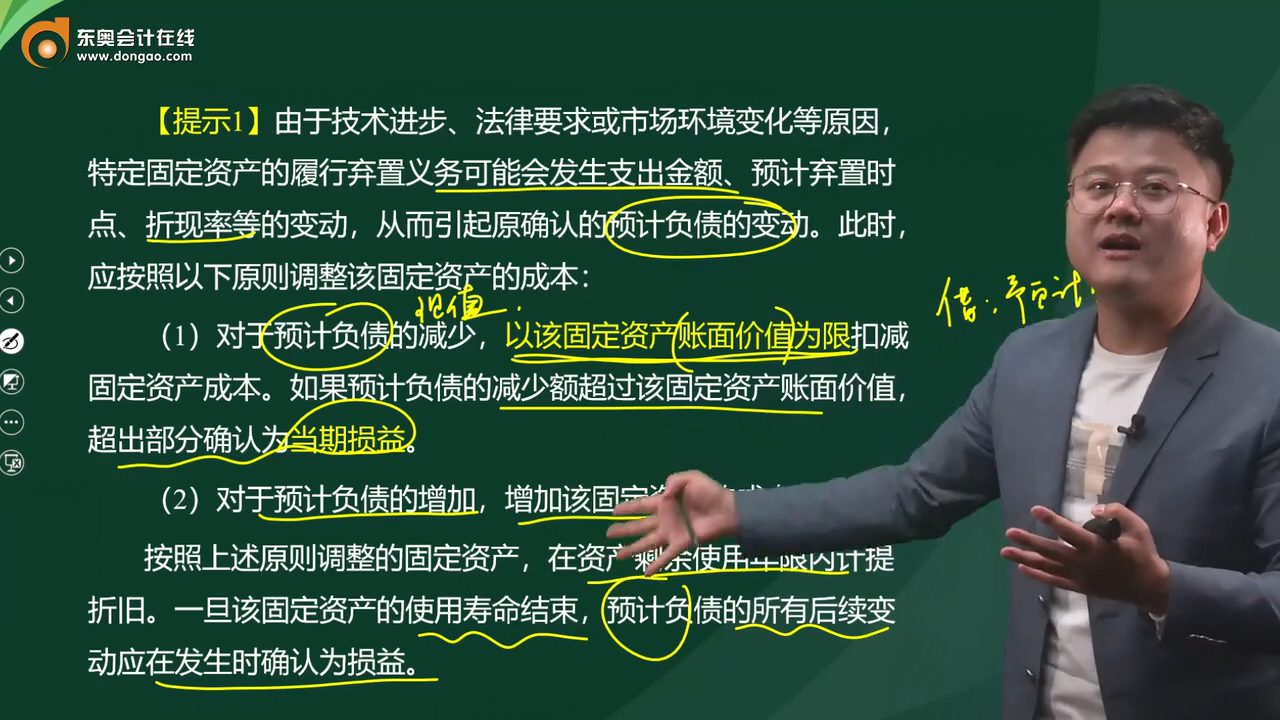 东奥会计在线
www.dongao.com
【提示1】由于技术进步、法律要求或市场环境变化等原因，
特定固定资产的履行弃置义务可能会发生支出金额、预计弃置时
点、折现率等的变动，从而引起原确认的预计负债的变动。此时，
应按照以下原则调整该固定资产的成本：
现值
借：预计
（1）对于预计负债的减少，以该固定资产账面价值为限扣减
固定资产成本。如果预计负债的减少额超过该固定资产账面价值，
超出部分确认为当期损益。
（2）对于预计负债的增加，增加该固定
按照上述原则调整的固定资产，在资产剩余使用年限内计提
折旧。一旦该固定资产的使用寿命结束，预计负债的所有后续变
动应在发生时确认为损益。